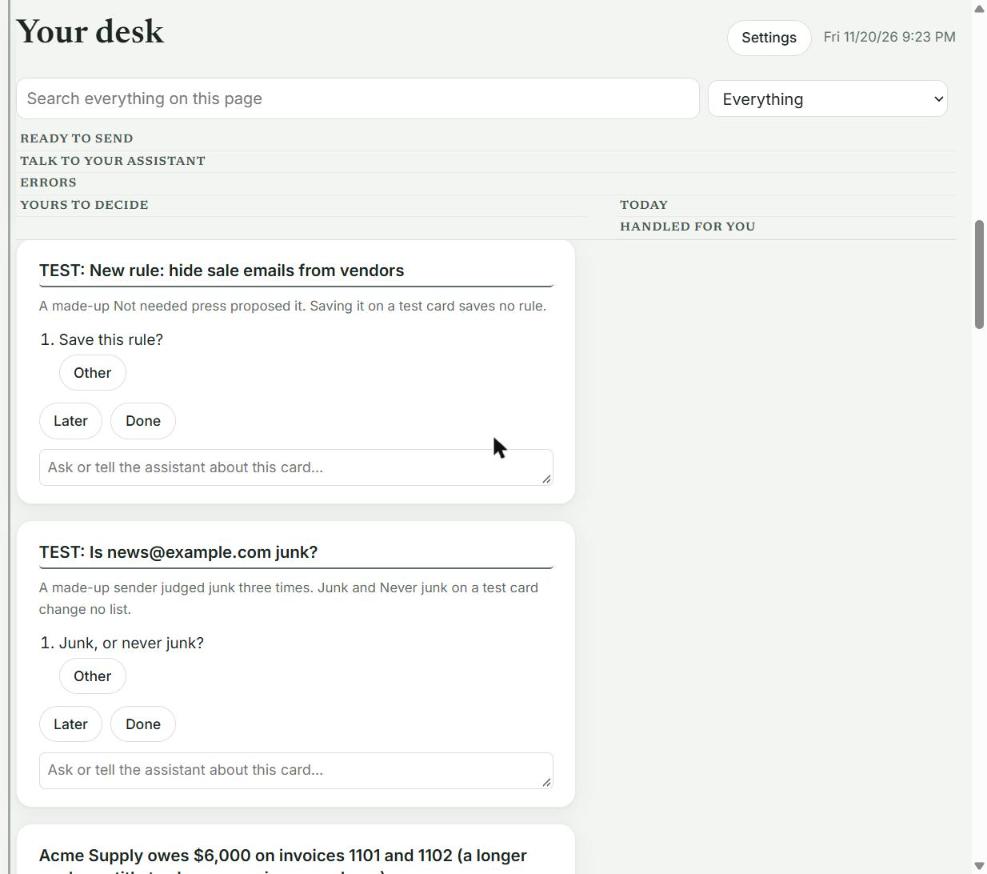 Your desk
Settings
Fri 11/20/26 9:23 PM
Search everything on this page
Everything
READY TO SEND
TALK TO YOUR ASSISTANT
ERRORS
YOURS TO DECIDE
TODAY
HANDLED FOR YOU
TEST: New rule: hide sale emails from vendors
A made-up Not needed press proposed it. Saving it on a test card saves no rule.
1. Save this rule?
Other
Later
Done
Ask or tell the assistant about this card...
TEST: Is news@example.com junk?
A made-up sender judged junk three times. Junk and Never junk on a test card
change no list.
1. Junk, or never junk?
Other
Later
Done
Ask or tell the assistant about this card...
Acme Supply owes $6,000 on invoices 1101 and 1102 (a longer